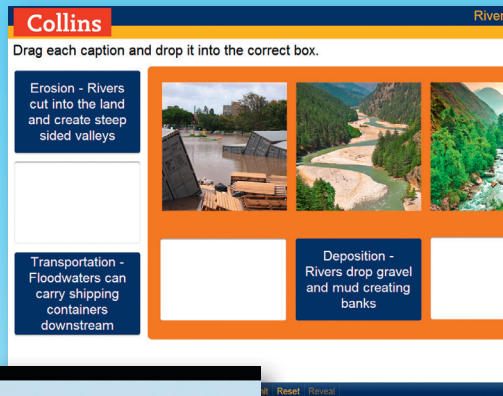 Collins
River
Drag each caption and drop it into the correct box.
Erosion - Rivers
cut into the land
and create steep
sided valleys
Transportation -
Floodwaters can
carry shipping
containers
downstream
Deposition -
Rivers drop gravel
and mud creating
banks
Reset Reveal